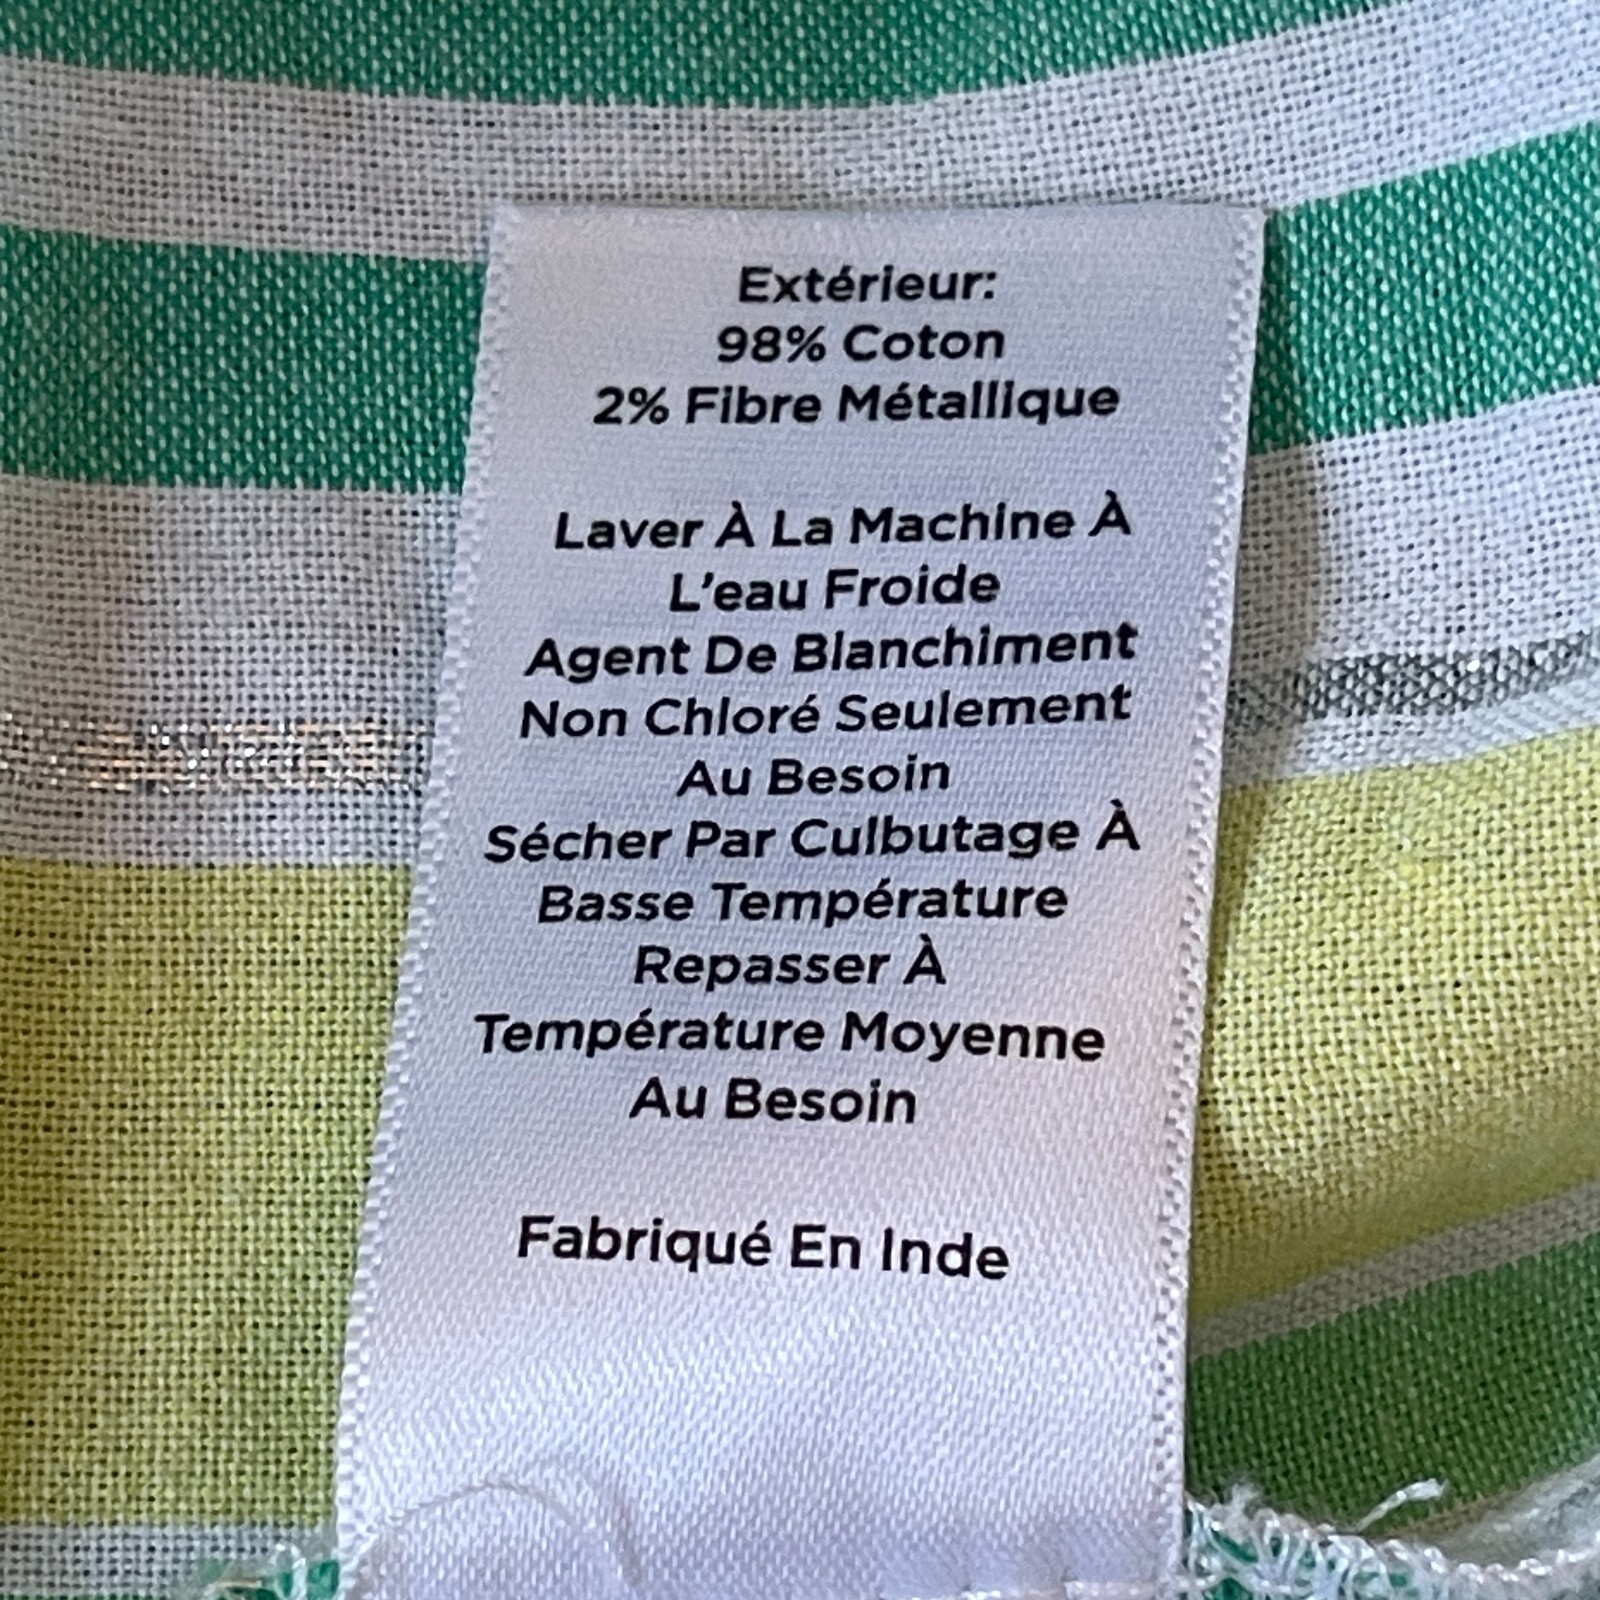 Extérieur:
98% Coton
2% Fibre Métallique
Laver À La Machine À
L'eau Froide
Agent De Blanchiment
Non Chloré Seulement
Au Besoin
Sécher Par Culbutage À
Basse Température
Repasser À
Température Moyenne
Au Besoin
Fabriqué En Inde